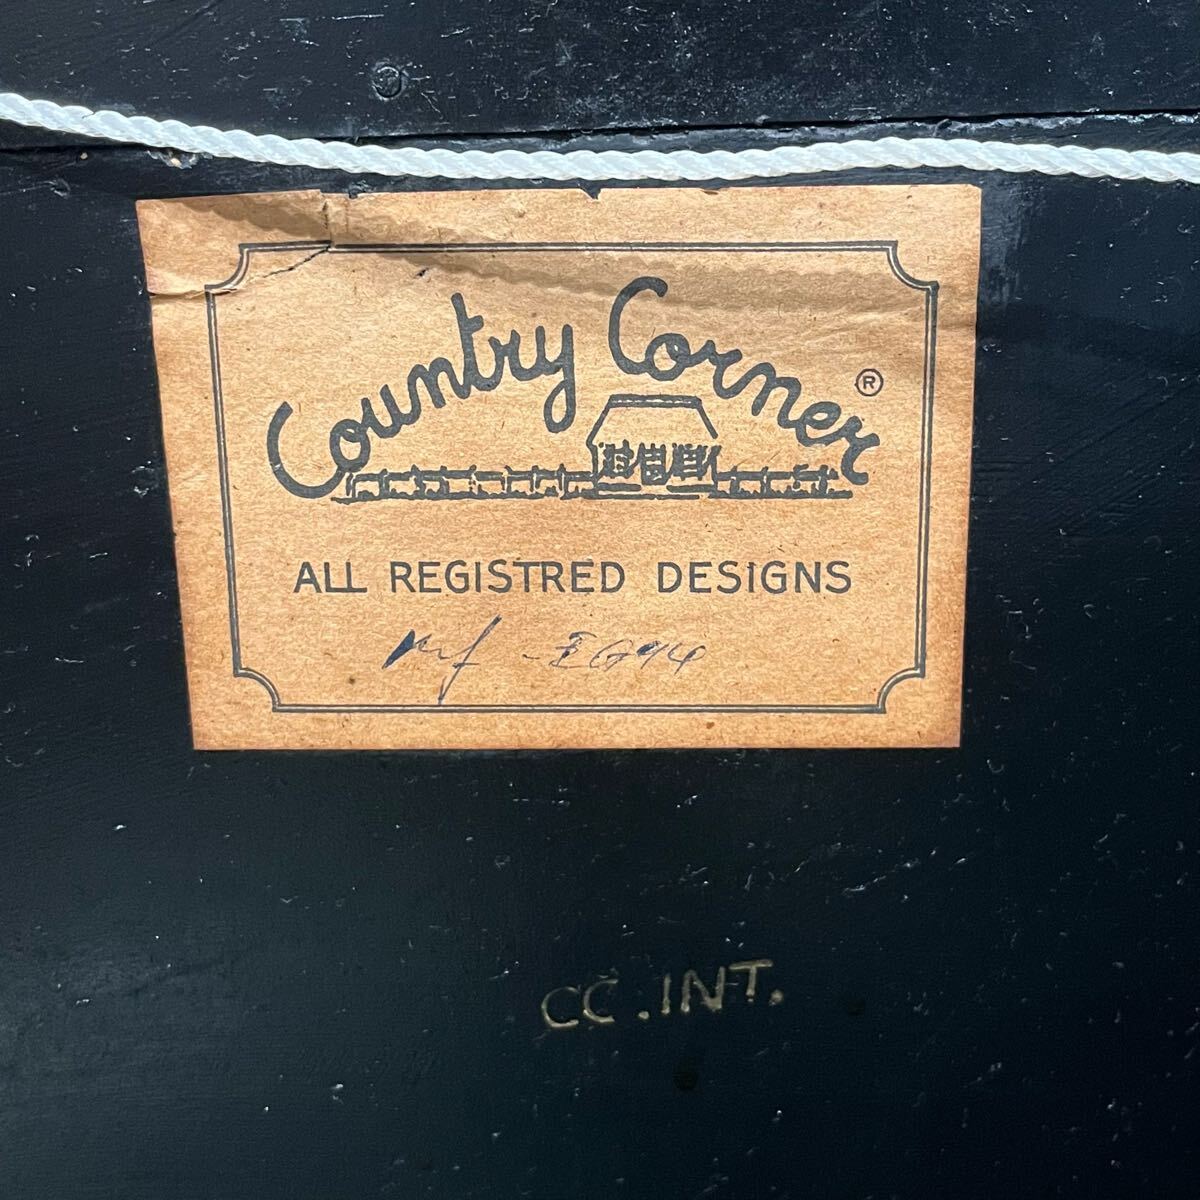 Country Corner ®
ALL REGISTRED DESIGNS
CC.INT.